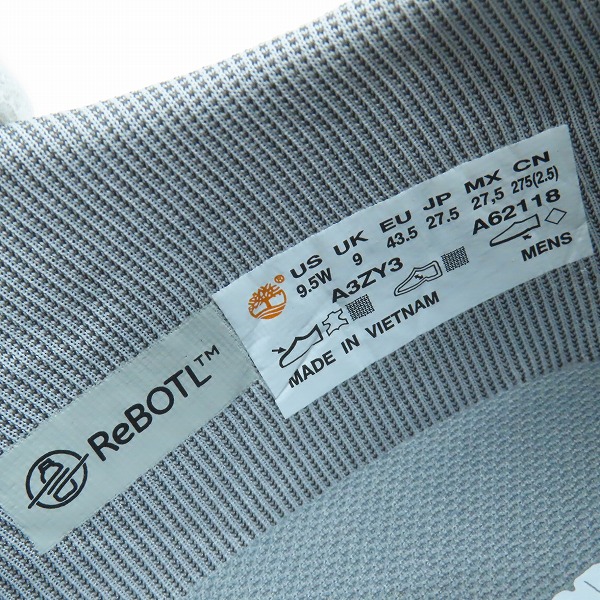 US UK EU JP MX CN
9.5W 9 43.5 27.5 27,5 275(2.5)
A3ZY3 A62118
MENS
MADE IN VIETNAM
®
ReBOTL™